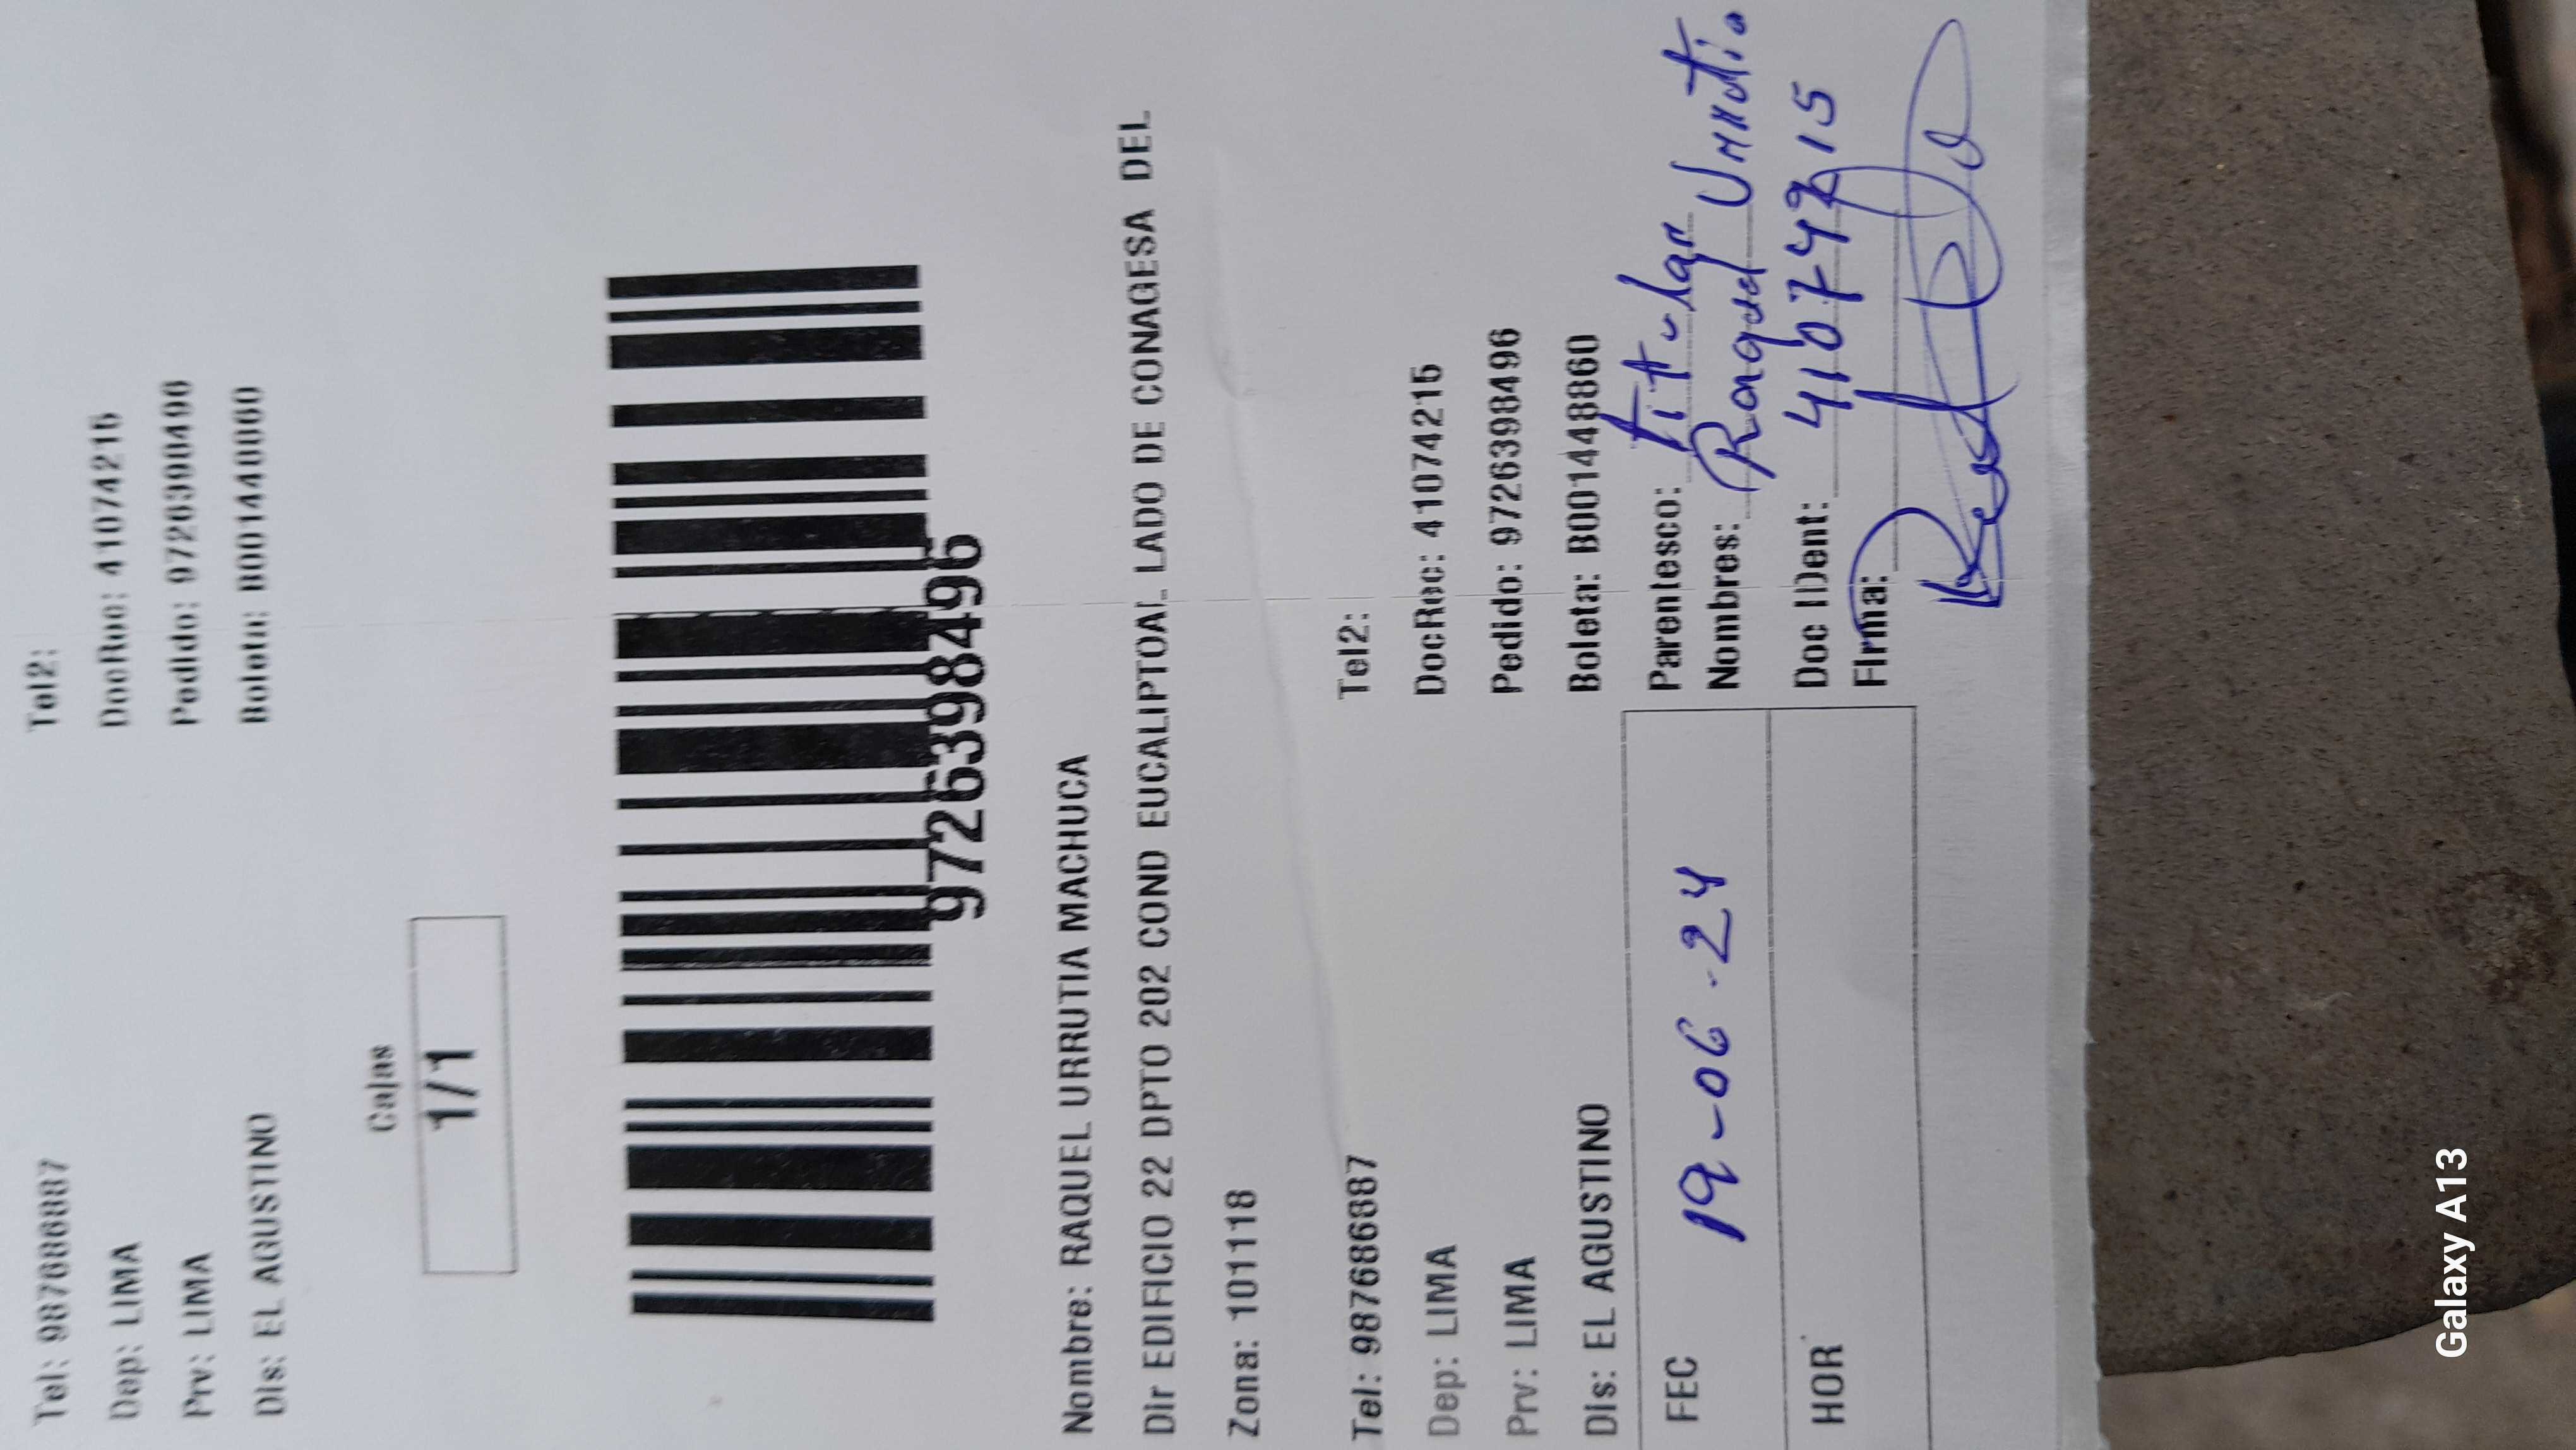 Tel: 987686887 Tel2:
Dep: LIMA DocRec: 41074215
Prv: LIMA Pedido: 9726398496
Dis: EL AGUSTINO Boleta: B001448860
Cajas
1/1
972639898496
Nombre: RAQUEL URRUTIA MACHUCA
Dir EDIFICIO 22 DPTO 202 COND EUCALIPTOAL LADO DE CONAGESA DEL
Zona: 101118
Tel: 987686887 Tel2:
Dep: LIMA DocRec: 41074215
Prv: LIMA Pedido: 97263998496
Dis: EL AGUSTINO Boleta: B001448860
Parentesco: titular
FEC 19-06-24 Nombres: Raquel Urrutia
Doc IDent: 41074215
HOR Firma:
Galaxy A13